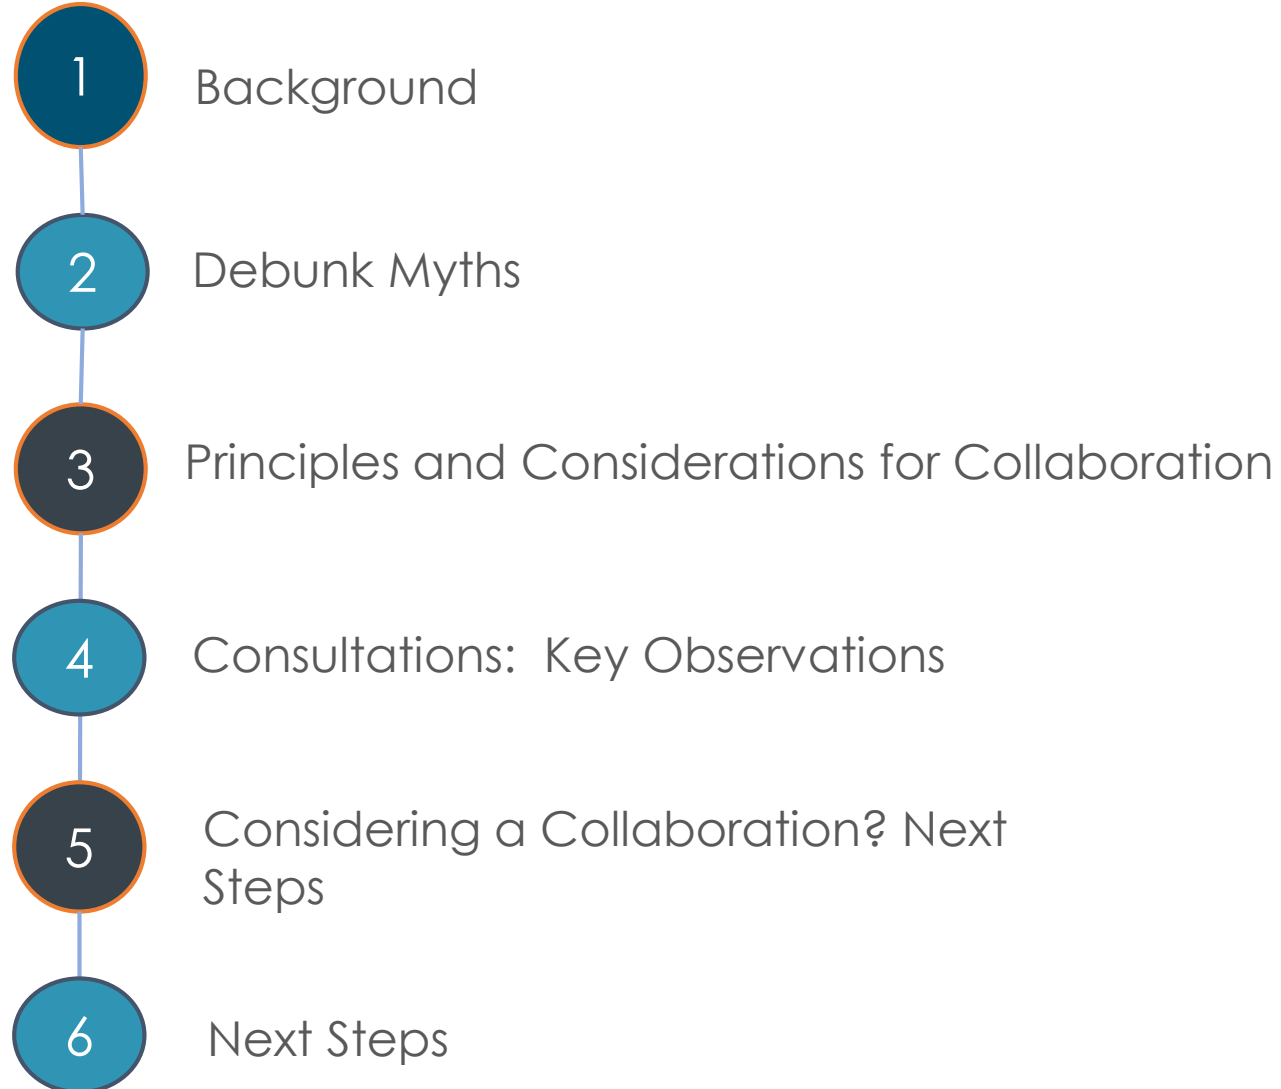 1
Background
2
Debunk Myths
3
Principles and Considerations for Collaboration
4
Consultations:  Key Observations
5
Considering a Collaboration? Next
Steps
6
Next Steps